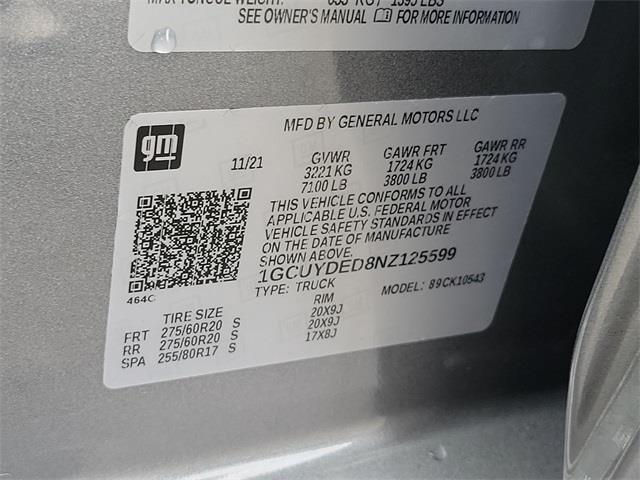 MAX TONGUE WEIGHT:
SEE OWNER'S MANUAL FOR MORE INFORMATION
MFD BY GENERAL MOTORS LLC
gm
11/21 GVWR GAWR FRT GAWR RR
3221 KG 1724 KG 1724 KG
7100 LB 3800 LB 3800 LB
THIS VEHICLE CONFORMS TO ALL
APPLICABLE U.S. FEDERAL MOTOR
VEHICLE SAFETY STANDARDS IN EFFECT
ON THE DATE OF MANUFACTURE
SHOWN ABOVE.
1GCUYDED8NZ125599
TYPE: TRUCK MODEL: 89CK10543
464C
TIRE SIZE RIM
FRT 275/60R20 S 20X9J
RR 275/60R20 S 20X9J
SPA 255/80R17 S 17X8J